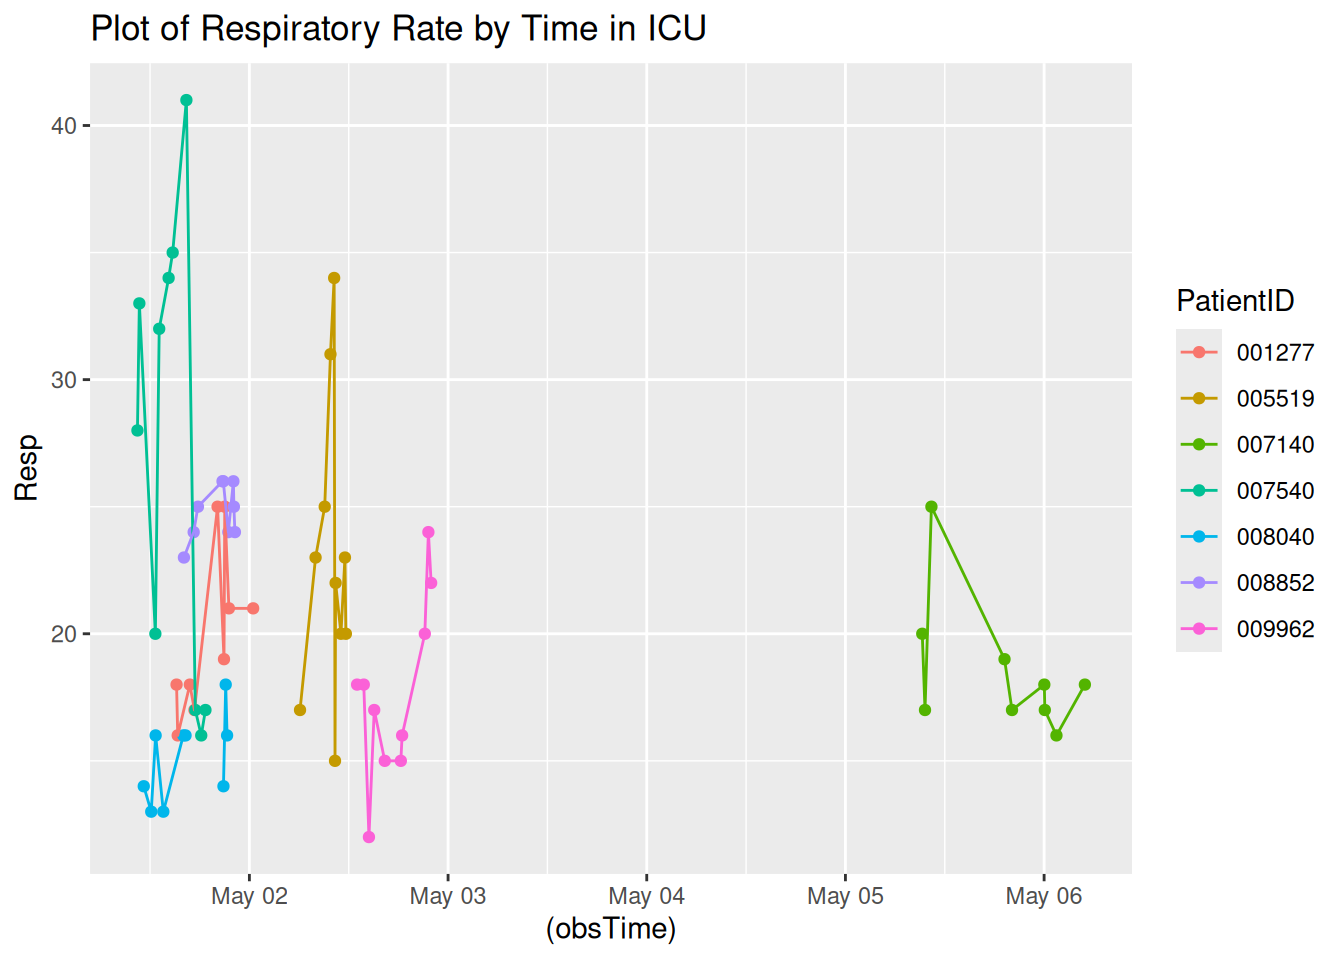 Plot of Respiratory Rate by Time in ICU
40
30
20
Resp
May 02 May 03 May 04 May 05 May 06
(obsTime)
PatientID
001277
005519
007140
007540
008040
008852
009962